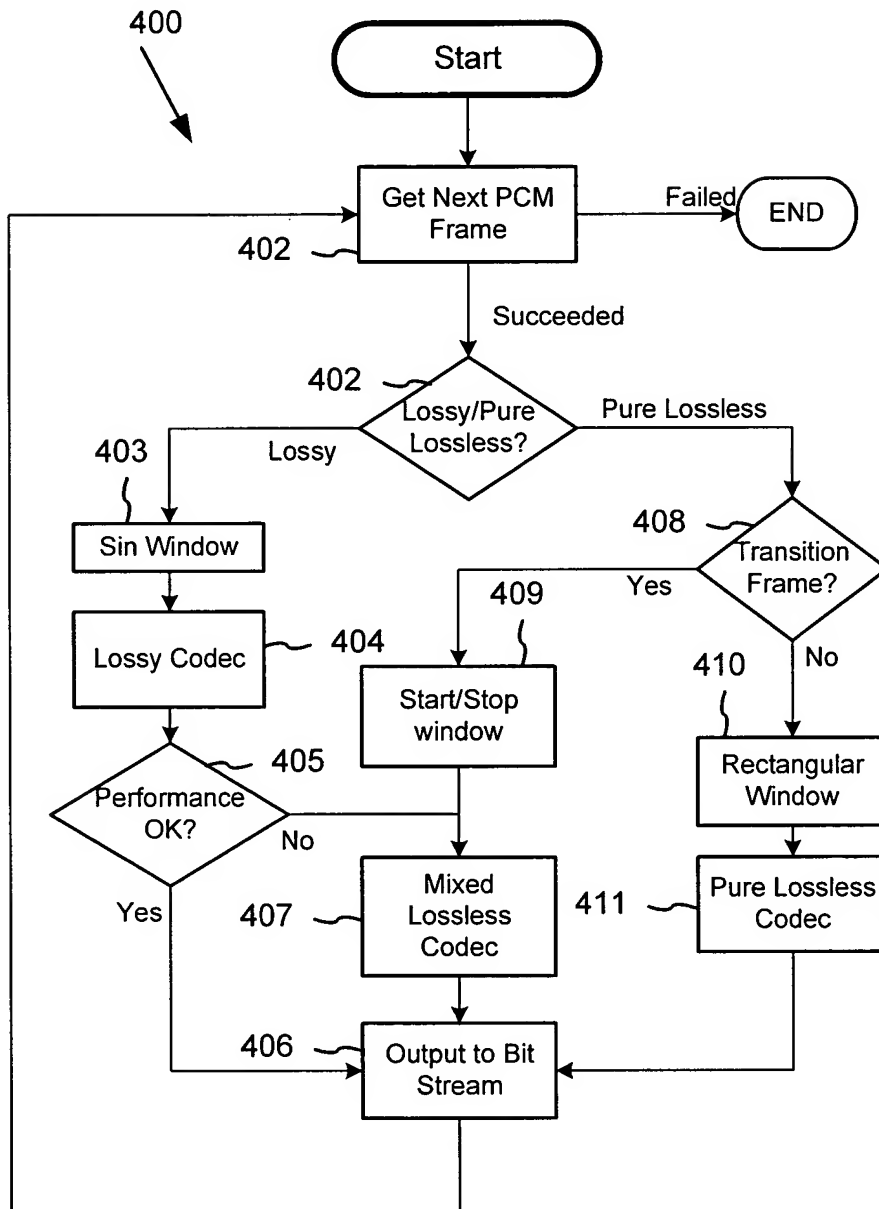 400
Start
Get Next PCM
Frame
402
Failed
END
Succeeded
402
Lossy/Pure
Lossless?
Pure Lossless
Lossy
403
Sin Window
408
Transition
Frame?
Yes
409
No
Lossy Codec
404
Start/Stop
window
410
Rectangular
Window
405
Performance
OK?
No
Yes
Mixed
Lossless
Codec
407
Pure Lossless
Codec
411
406
Output to Bit
Stream